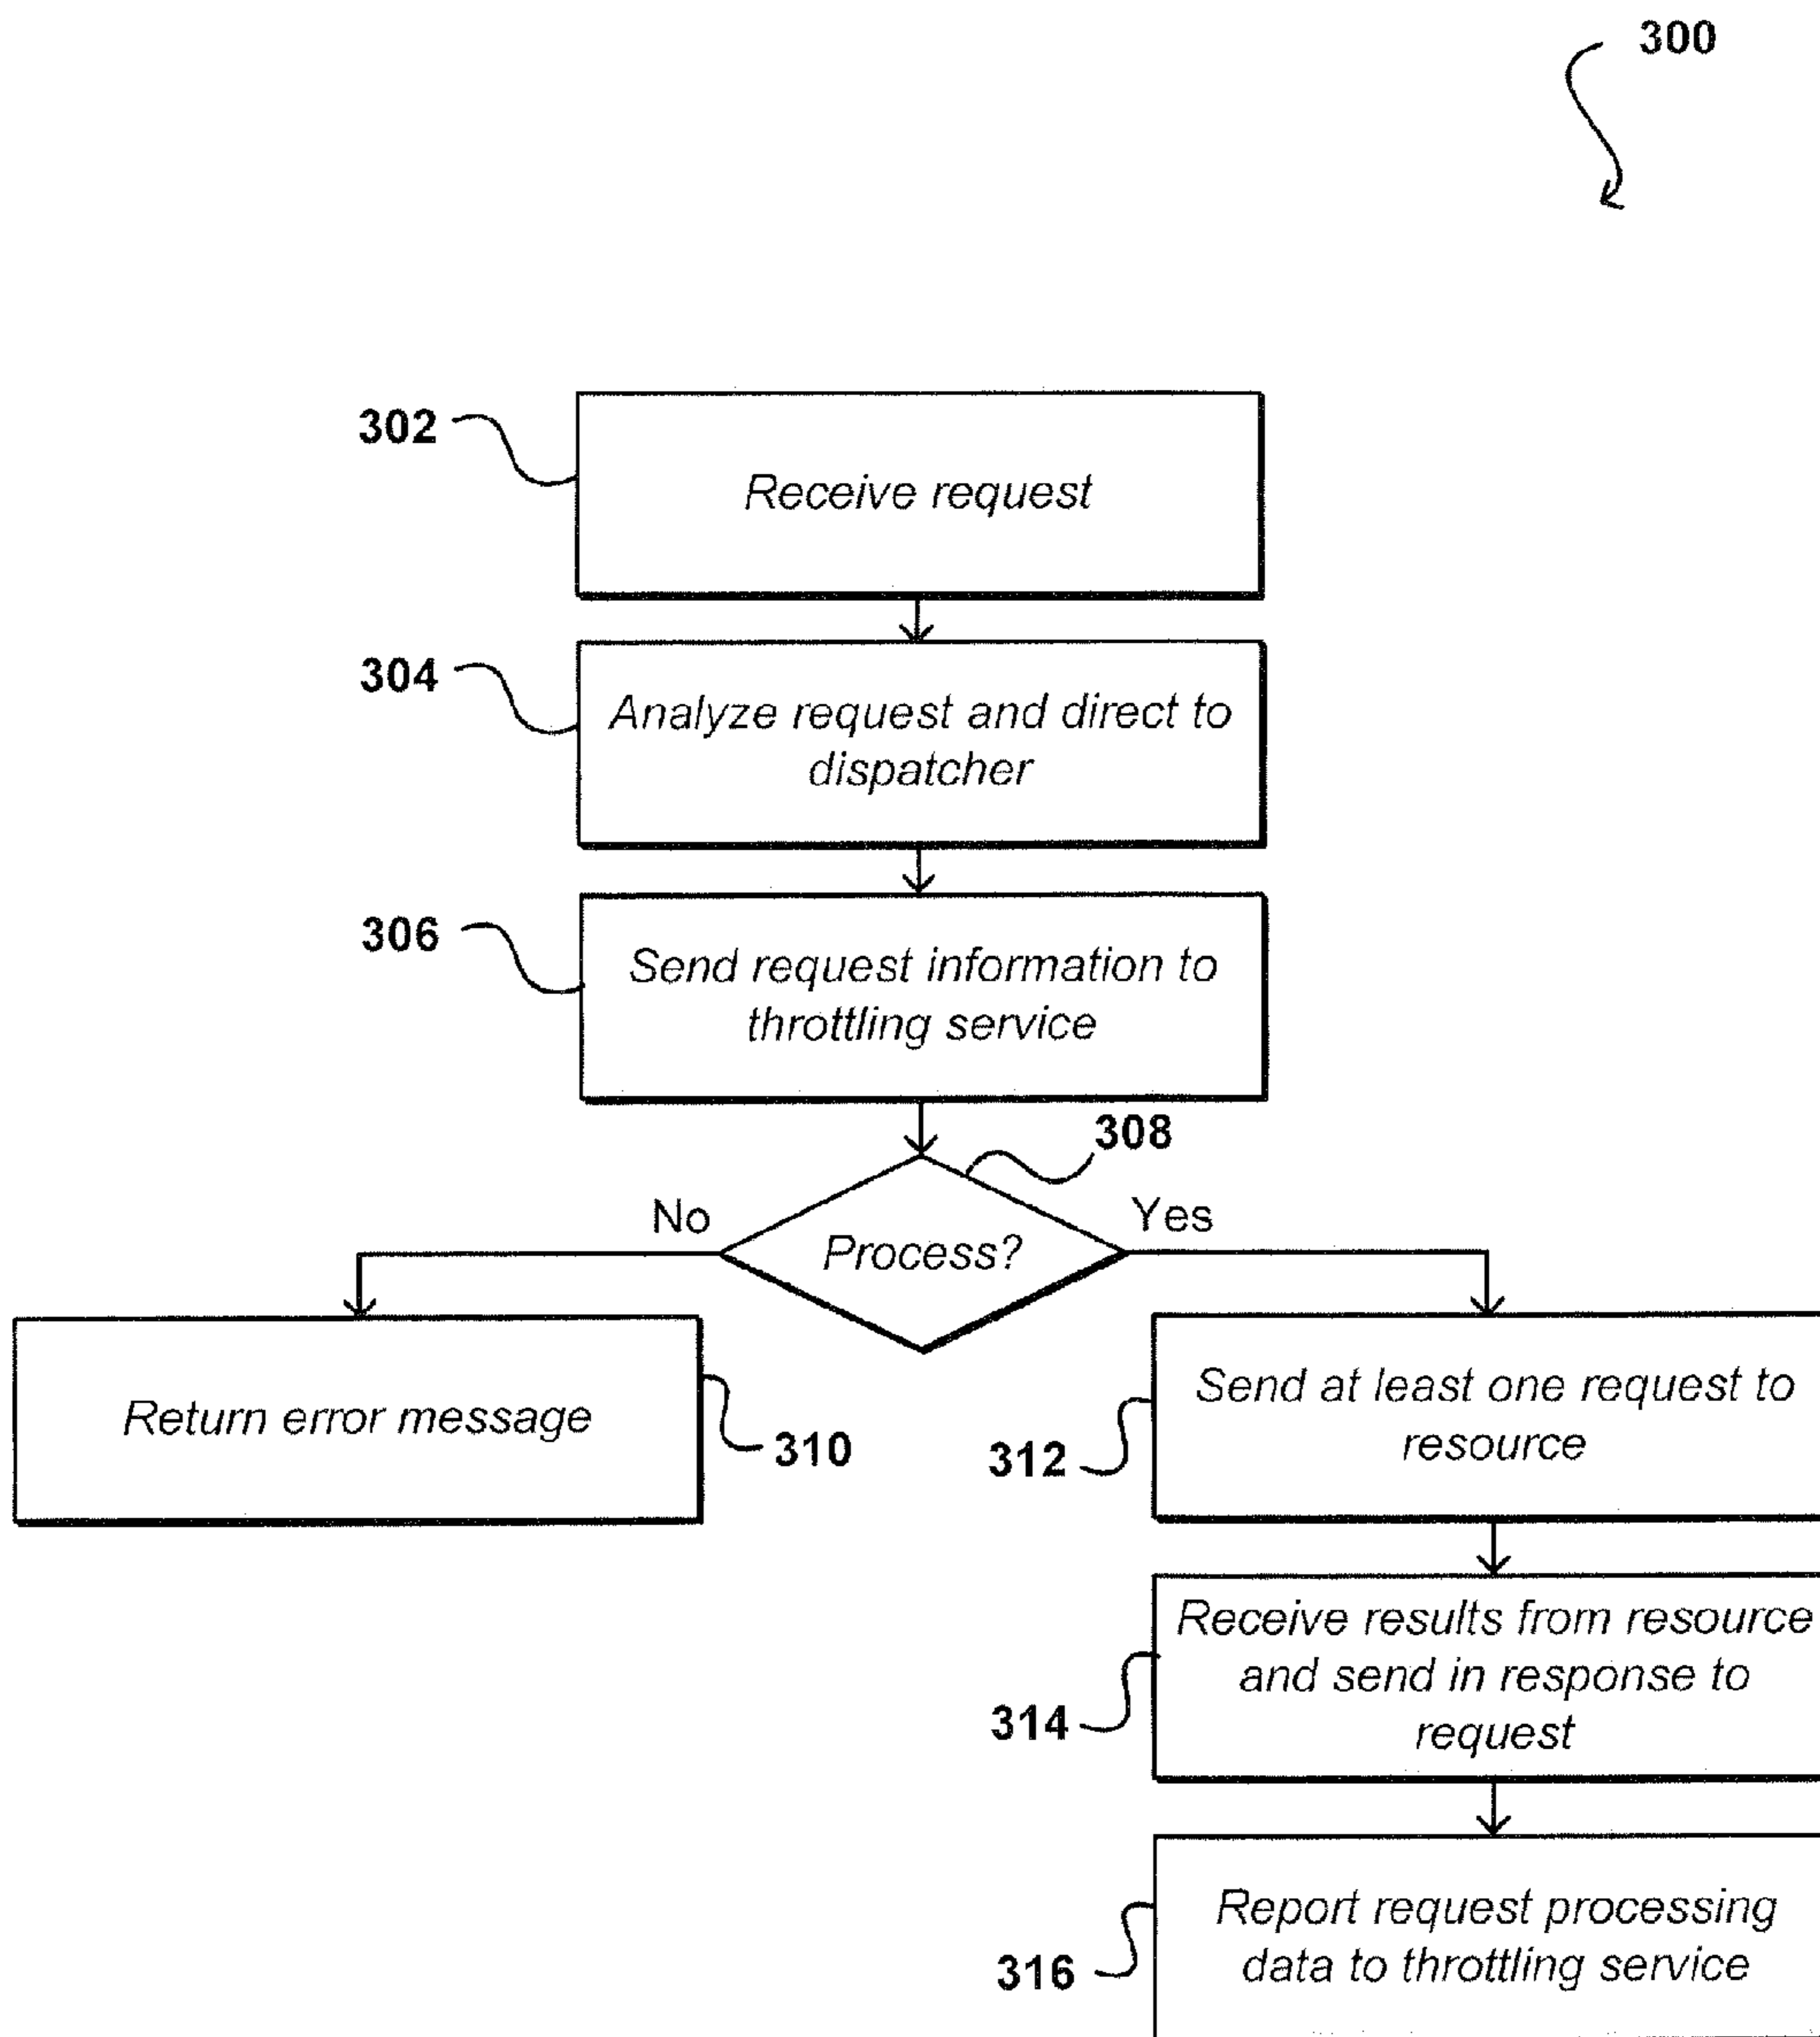 300
302
Receive request
304
Analyze request and direct to
dispatcher
306
Send request information to
throttling service
308
No
Yes
Process?
Return error message
310
Send at least one request to
resource
312
Receive results from resource
and send in response to
request
314
Report request processing
data to throttling service
316